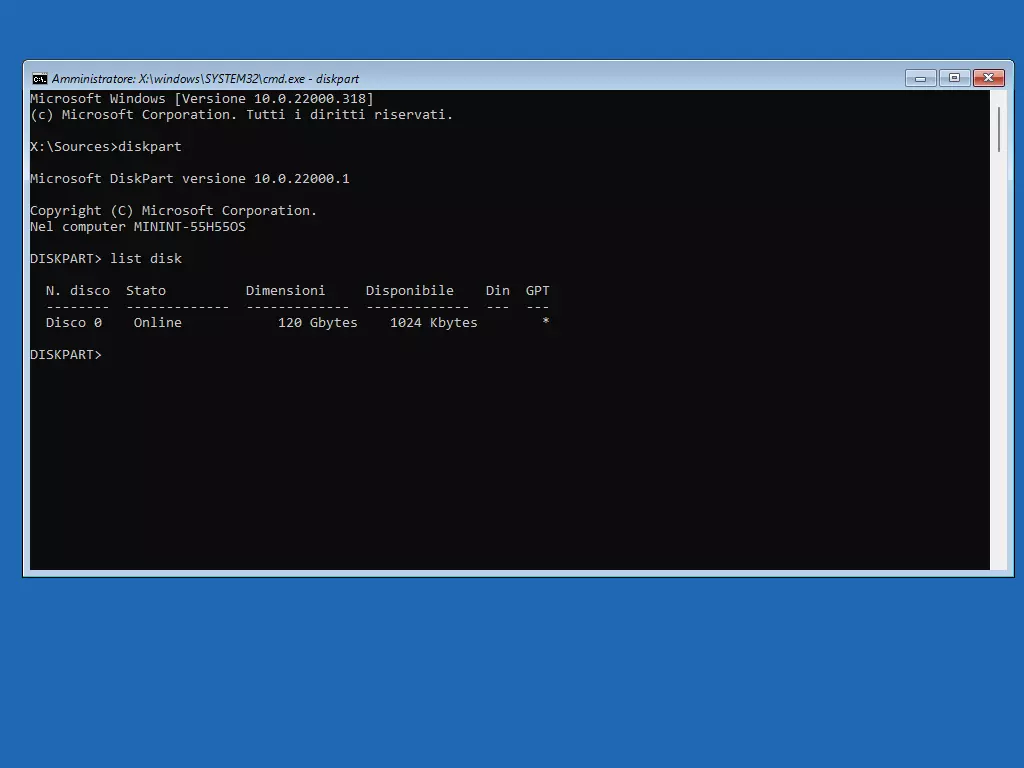 Amministratore: X:\windows\SYSTEM32\cmd.exe - diskpart
Microsoft Windows [Versione 10.0.22000.318]
(c) Microsoft Corporation. Tutti i diritti riservati.
X:\Sources>diskpart
Microsoft DiskPart versione 10.0.22000.1
Copyright (C) Microsoft Corporation.
Nel computer MININT-55H55OS
DISKPART> list disk
  N. disco  Stato          Dimensioni     Disponibile    Din  GPT
  --------  -------------  -------------  -------------  ---  ---
  Disco 0    Online            120 Gbytes    1024 Kbytes        *
DISKPART>